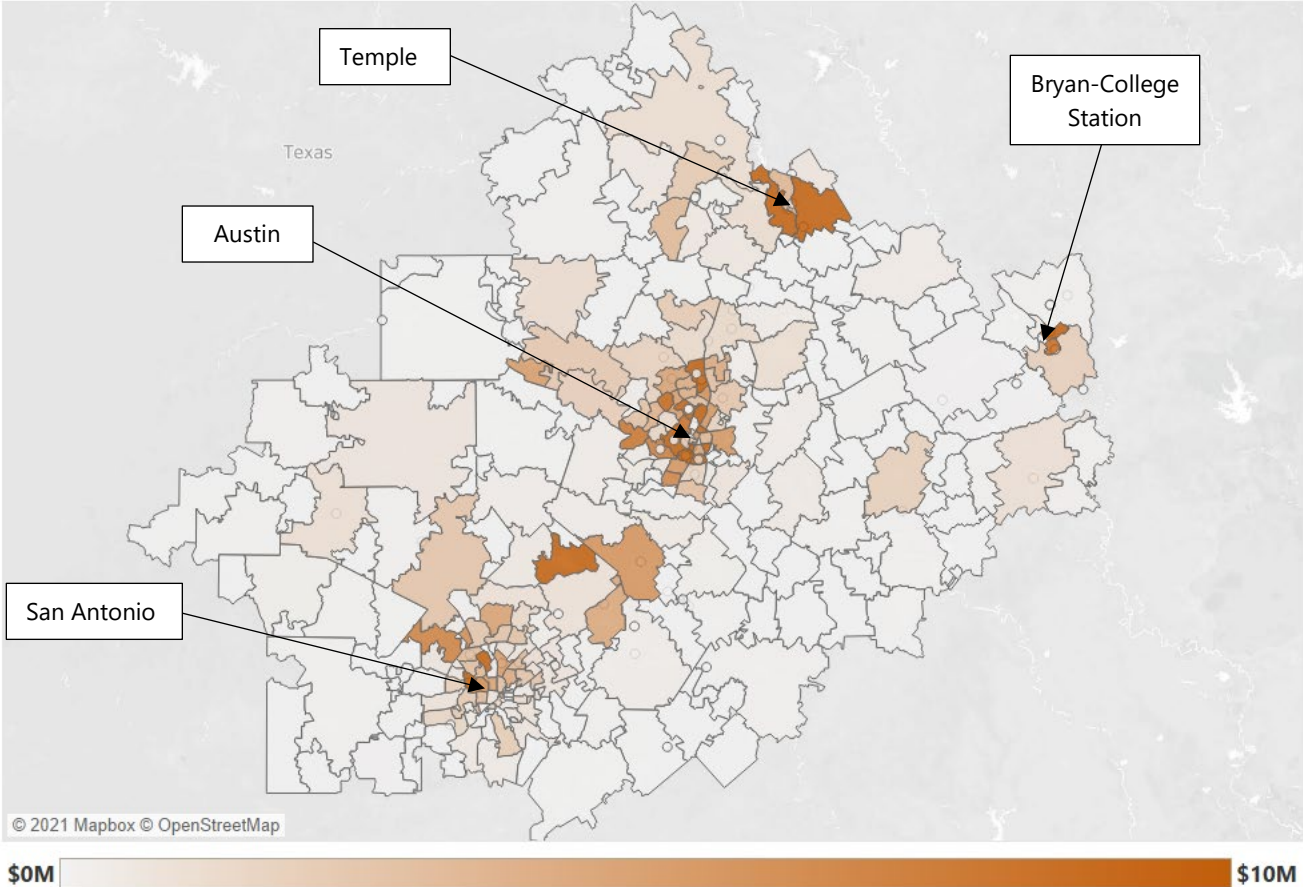 Temple
Bryan-College
Station
Texas
Austin
San Antonio
© 2021 Mapbox © OpenStreetMap
$0M
$10M